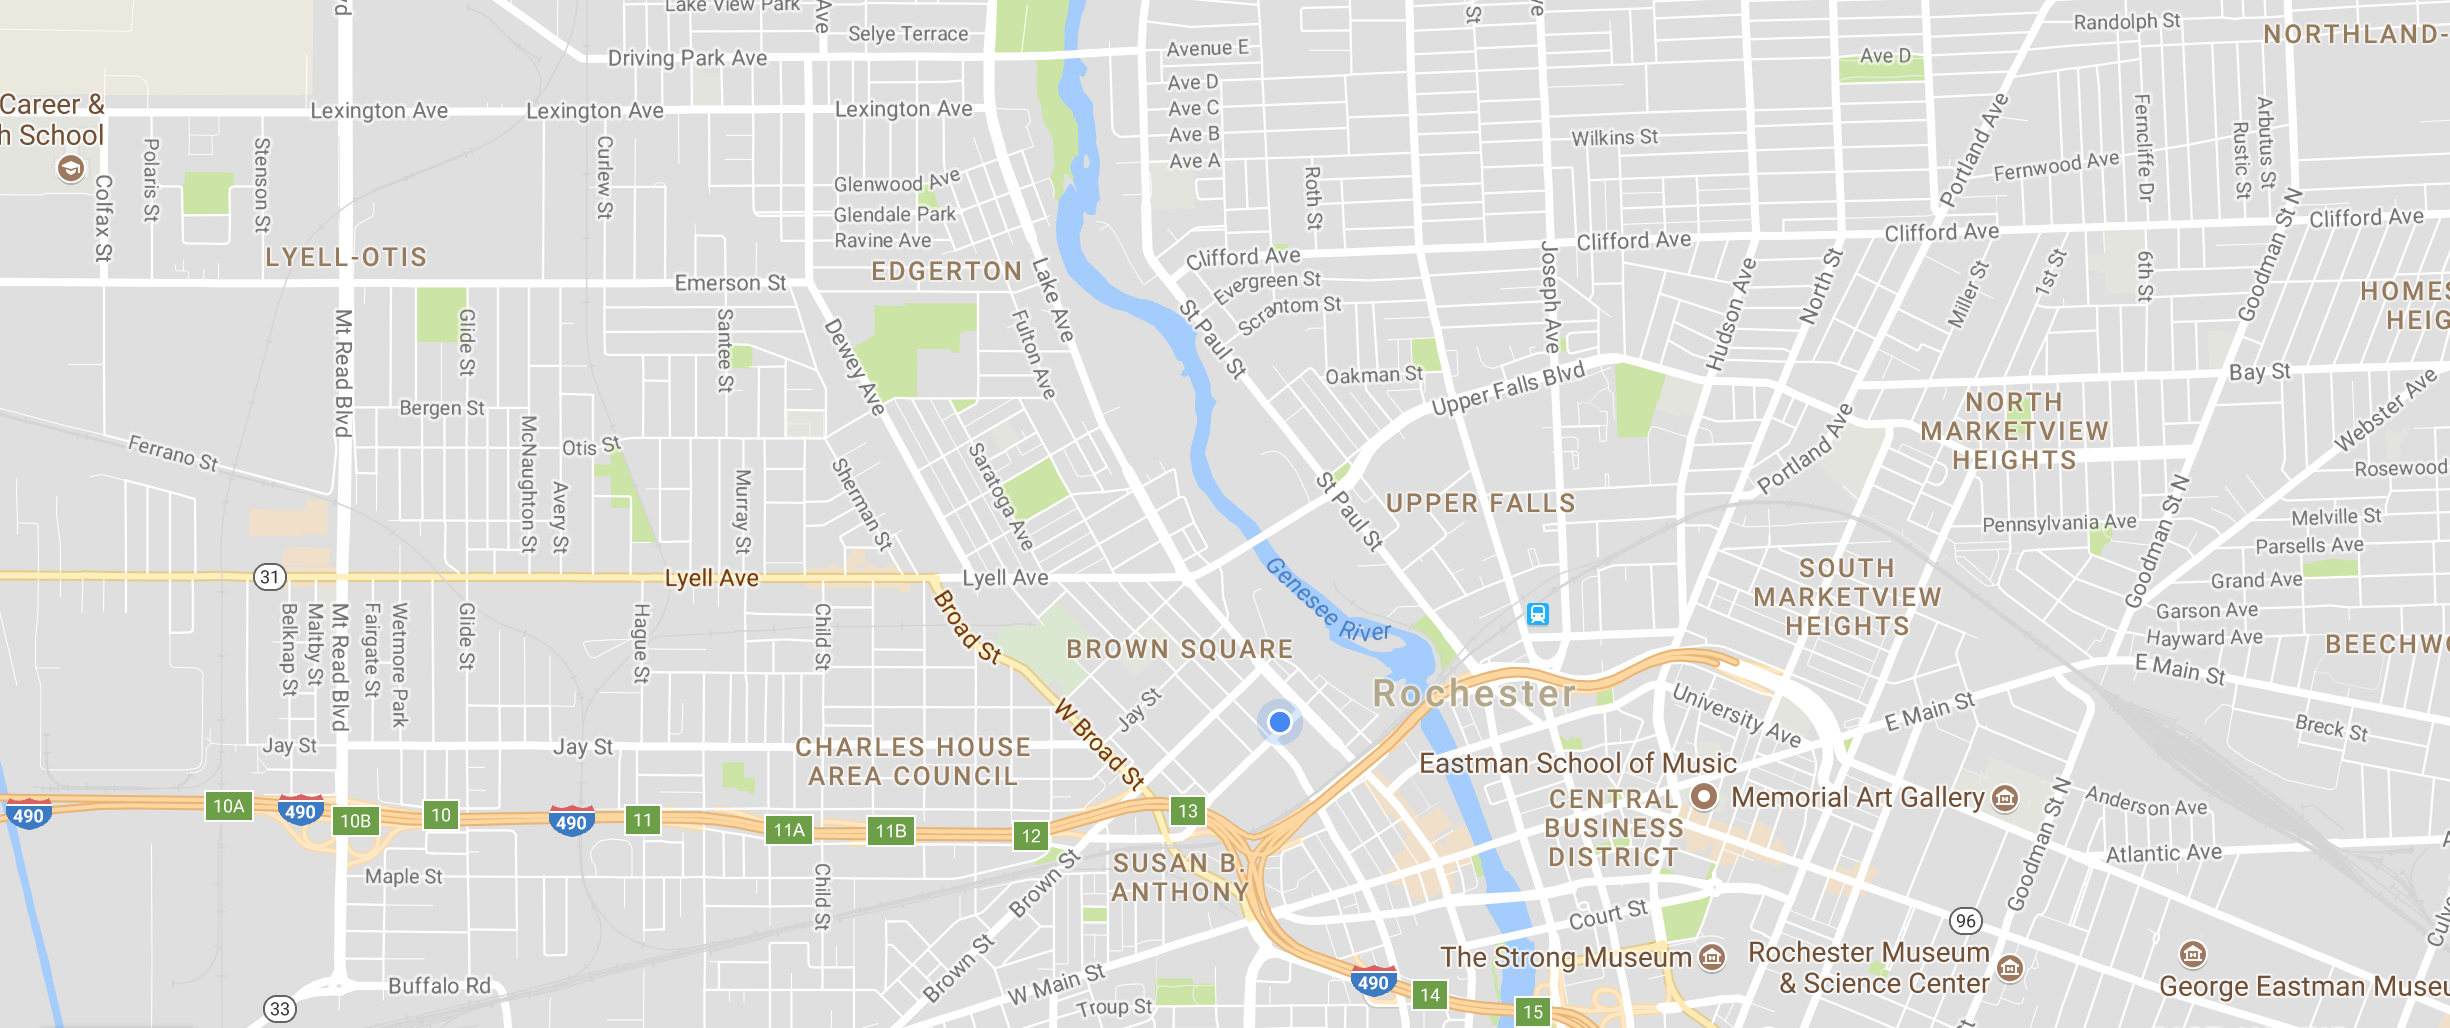 Lake View Park
Selye Terrace
Ave
St
Randolph St
NORTHLAND-
Driving Park Ave
Avenue E
Ave D
Ave D
Career &
h School
Lexington Ave
Lexington Ave
Lexington Ave
Ave C
Ave B
Ave A
Wilkins St
Portland Ave
Ferncliffe Dr
Arbutus St
Rustic St
Fernwood Ave
Polaris St
Stenson St
Curlew St
Colfax St
Glenwood Ave
Glendale Park
Ravine Ave
Roth St
Clifford Ave
Clifford Ave
Clifford Ave
Clifford Ave
Goodman St N
LYELL-OTIS
EDGERTON
Emerson St
Lake Ave
Evergreen St
Scrantom St
Joseph Ave
Hudson Ave
North St
Miller St
1st St
6th St
HOMES
HEIG
Mt Read Blvd
Glide St
Santee St
Dewey Ave
Fulton Ave
St Paul St
Oakman St
Upper Falls Blvd
Bay St
Webster Ave
Bergen St
NORTH
MARKETVIEW
HEIGHTS
Ferrano St
McNaughton St
Otis St
Avery St
Murray St
Sherman St
Saratoga Ave
St Paul St
UPPER FALLS
Portland Ave
Rosewood
Goodman St N
Pennsylvania Ave
Melville St
Parsells Ave
31
Lyell Ave
Lyell Ave
Genesee River
SOUTH
MARKETVIEW
HEIGHTS
Grand Ave
Garson Ave
Hayward Ave
BEECHWO
Belknap St
Maltby St
Mt Read Blvd
Fairgate St
Wetmore Park
Glide St
Hague St
Child St
Broad St
BROWN SQUARE
Rochester
E Main St
University Ave
E Main St
Breck St
W Broad St
Jay St
Jay St
Jay St
CHARLES HOUSE
AREA COUNCIL
Eastman School of Music
Memorial Art Gallery
CENTRAL
BUSINESS
DISTRICT
Anderson Ave
Goodman St N
Atlantic Ave
490
10A
490
10B
10
490
11
11A
11B
12
13
SUSAN B.
ANTHONY
Maple St
Child St
Brown St
Court St
96
Brown St
W Main St
Troup St
The Strong Museum
Rochester Museum
& Science Center
George Eastman Museu
Buffalo Rd
33
490
14
15
Culve